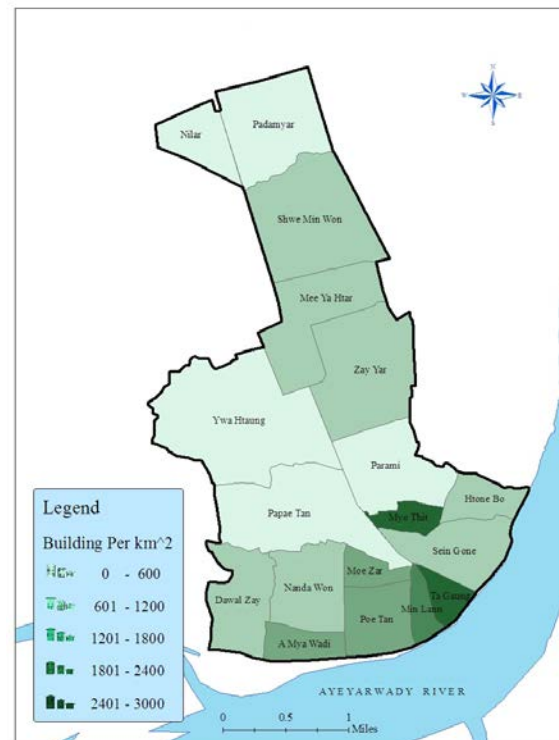 N
W E
S
Nilar
Padamyar
Shwe Min Won
Mee Ya Htar
Zay Yar
Ywa Htaung
Parami
Htone Bo
Mye Thit
Papae Tan
Sein Gone
Moe Zar
Dawal Zay
Nanda Won
Ta Gaung
Min Lann
Poe Tan
A Mya Wadi
Legend
Building Per km^2
0 - 600
601 - 1200
1201 - 1800
1801 - 2400
2401 - 3000
AYEYARWADY RIVER
0 0.5 1
Miles